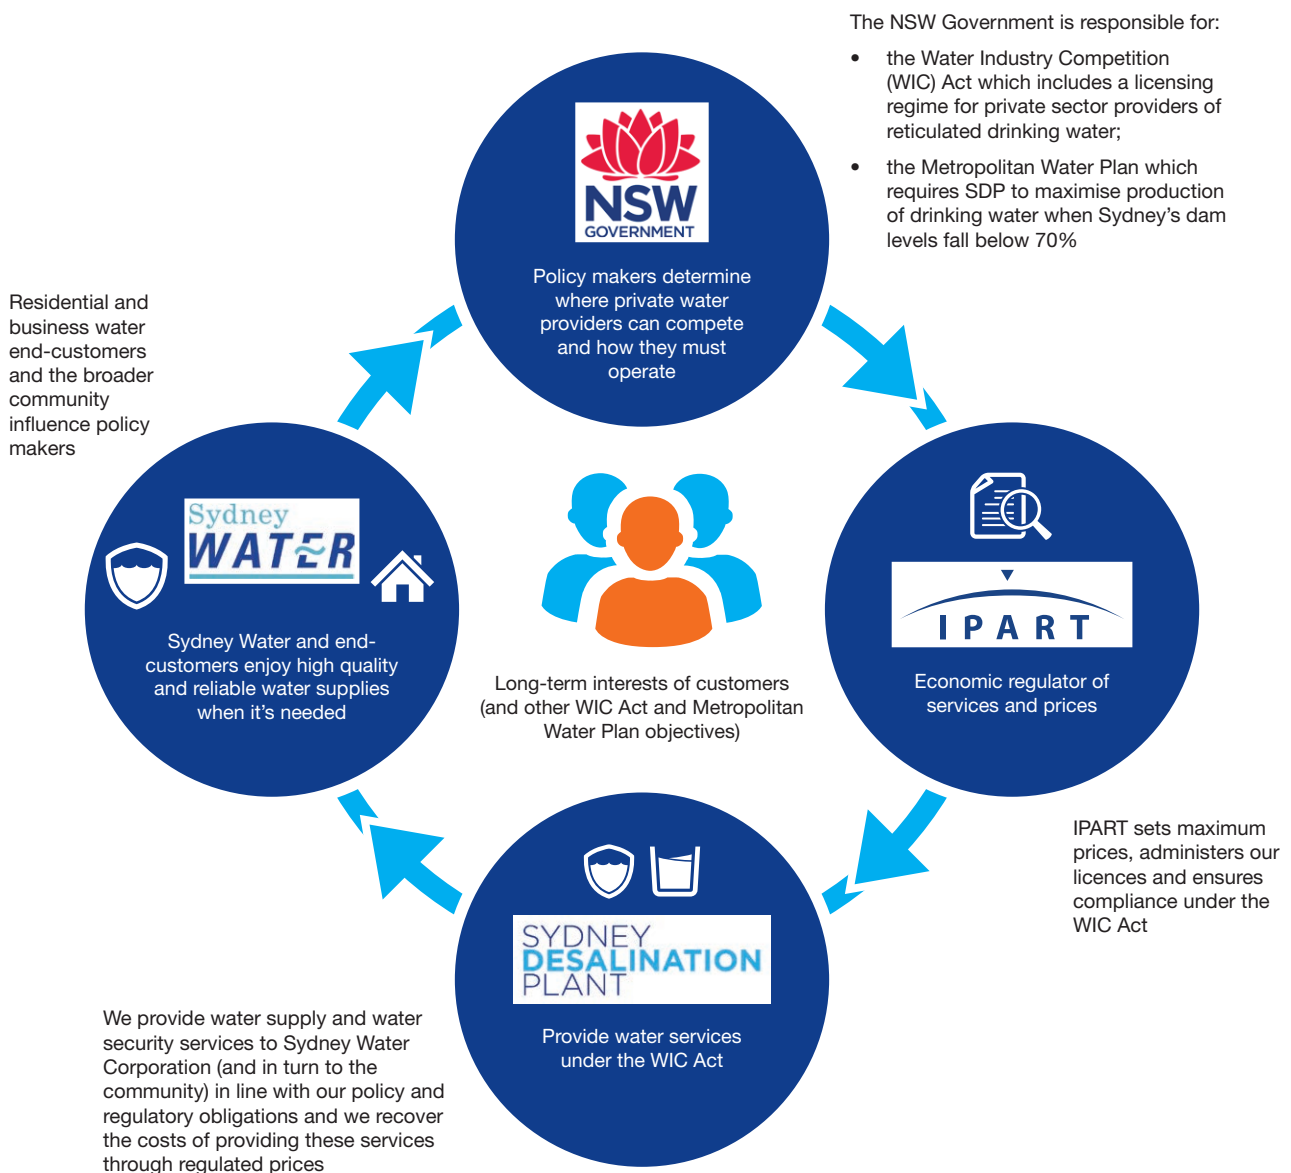 The NSW Government is responsible for:
• the Water Industry Competition
(WIC) Act which includes a licensing
regime for private sector providers of
reticulated drinking water;
• the Metropolitan Water Plan which
requires SDP to maximise production
of drinking water when Sydney’s dam
levels fall below 70%
NSW
GOVERNMENT
Policy makers determine
where private water
providers can compete
and how they must
operate
Residential and
business water
end-customers
and the broader
community
influence policy
makers
Sydney
WATER
Sydney Water and end-
customers enjoy high quality
and reliable water supplies
when it’s needed
Long-term interests of customers
(and other WIC Act and Metropolitan
Water Plan objectives)
IPART
Economic regulator of
services and prices
IPART sets maximum
prices, administers our
licences and ensures
compliance under the
WIC Act
SYDNEY
DESALINATION
PLANT
Provide water services
under the WIC Act
We provide water supply and water
security services to Sydney Water
Corporation (and in turn to the
community) in line with our policy and
regulatory obligations and we recover
the costs of providing these services
through regulated prices